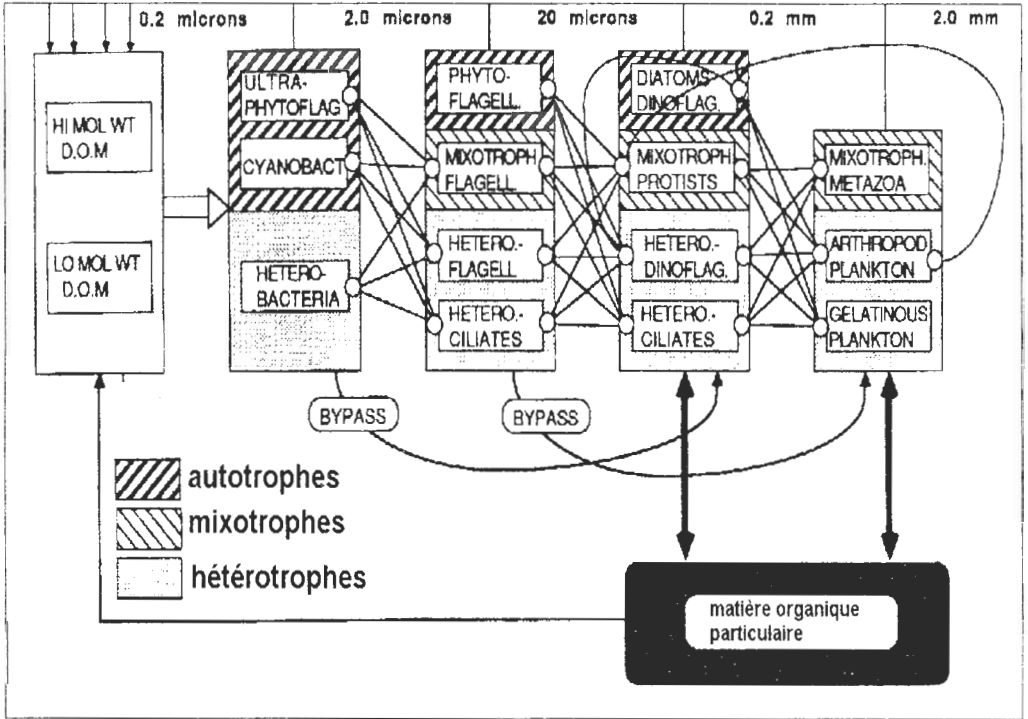 0.2 microns
2.0 microns
20 microns
0.2 mm
2.0 mm
HI MOL WT
D.O.M
LO MOL WT
D.O.M
ULTRA-
PHYTOFLAG
CYANOBACT
HETERO-
BACTERIA
PHYTO-
FLAGELL.
MIXOTROPH
FLAGELL.
HETERO.-
FLAGELL
HETERO.-
CILIATES
DIATOMS
DINOFLAG.
MIXOTROPH
PROTISTS
HETERO.-
DINOFLAG.
HETERO.-
CILIATES
MIXOTROPH.
METAZOA
ARTHROPOD
PLANKTON
GELATINOUS
PLANKTON
BYPASS
BYPASS
autotrophes
mixotrophes
hétérotrophes
matière organique
particulaire